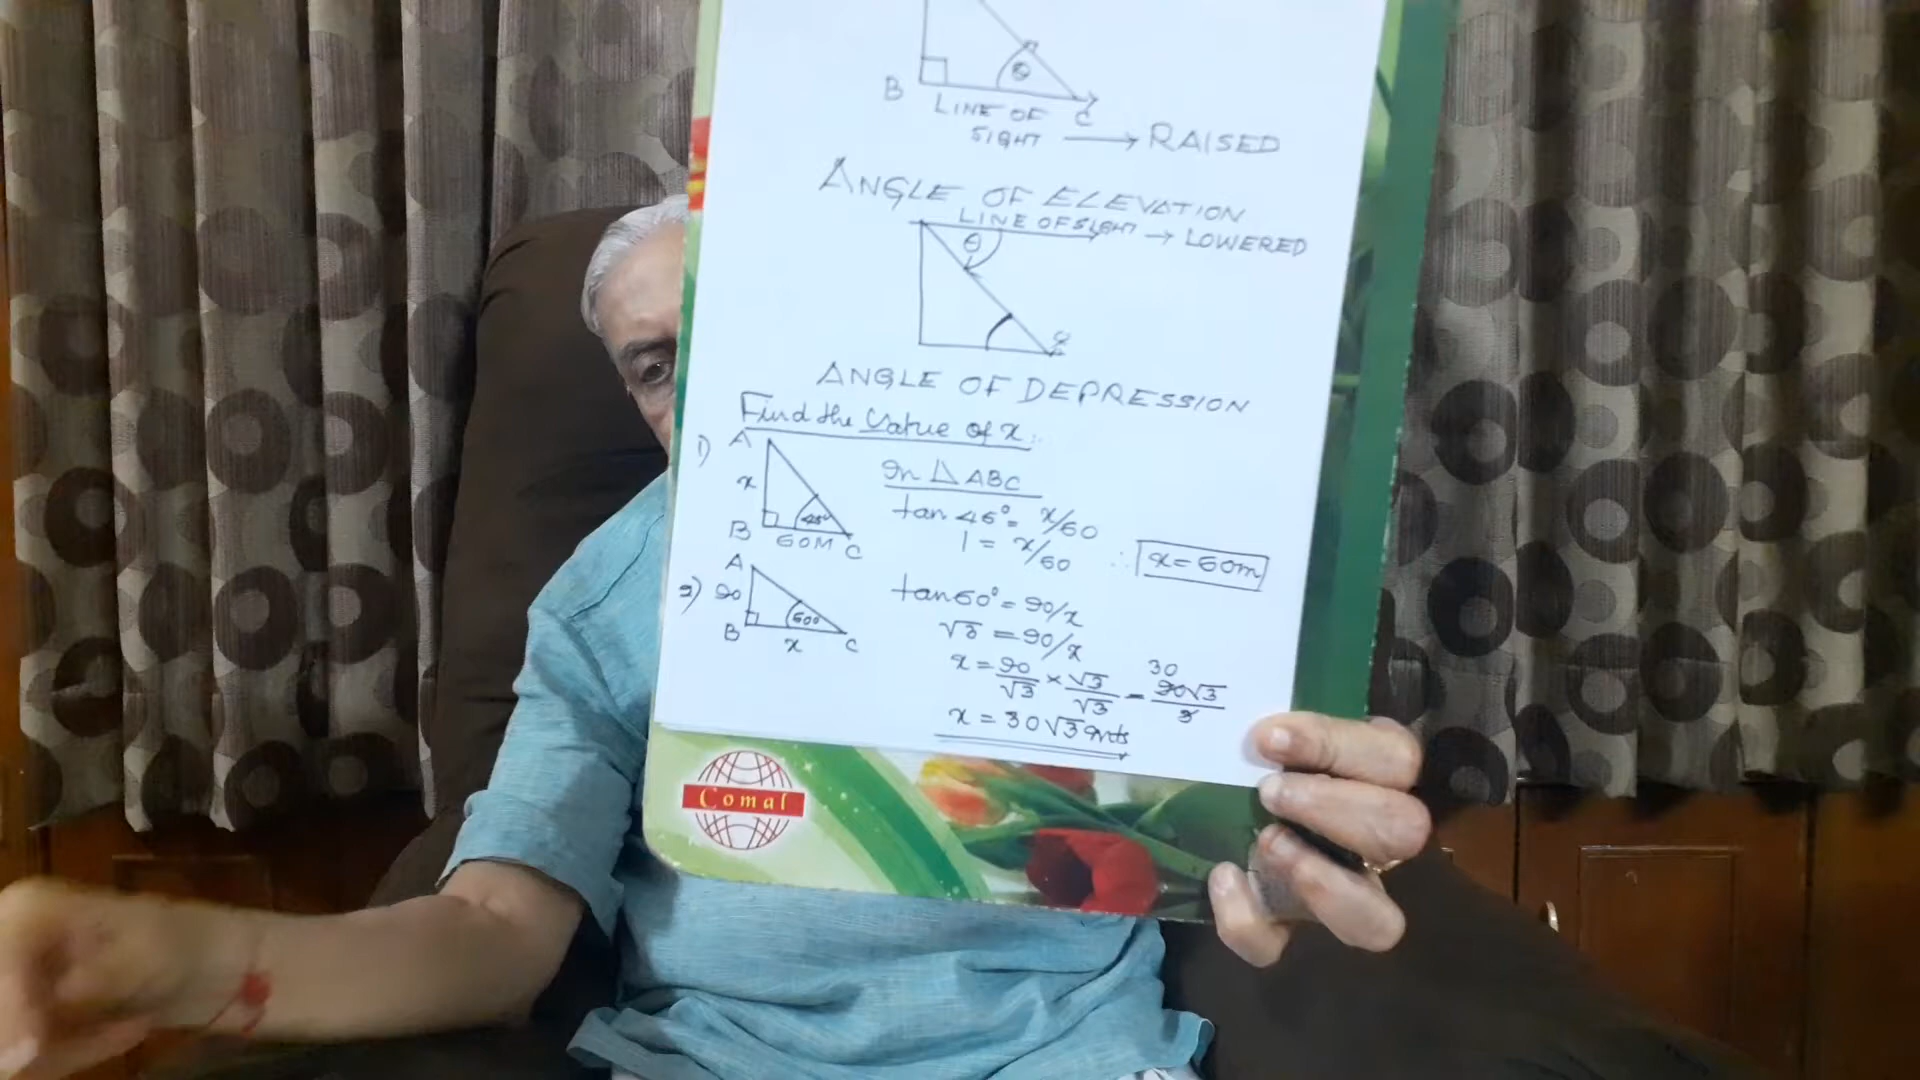 B
θ
LINE OF
C
SIGHT → RAISED
ANGLE OF ELEVATION
LINE OF SIGHT → LOWERED
θ
ANGLE OF DEPRESSION
Find the Value of x:
1) A
x
B 60M C
45°
In △ ABC
tan 45° = x/60
1 = x/60
∴ x = 60m
2) A
90
B x C
60°
tan 60° = 90/x
√3 = 90/x
x = 90/√3 × √3/√3 = 90√3/3
30
x = 30√3 mts
Comal